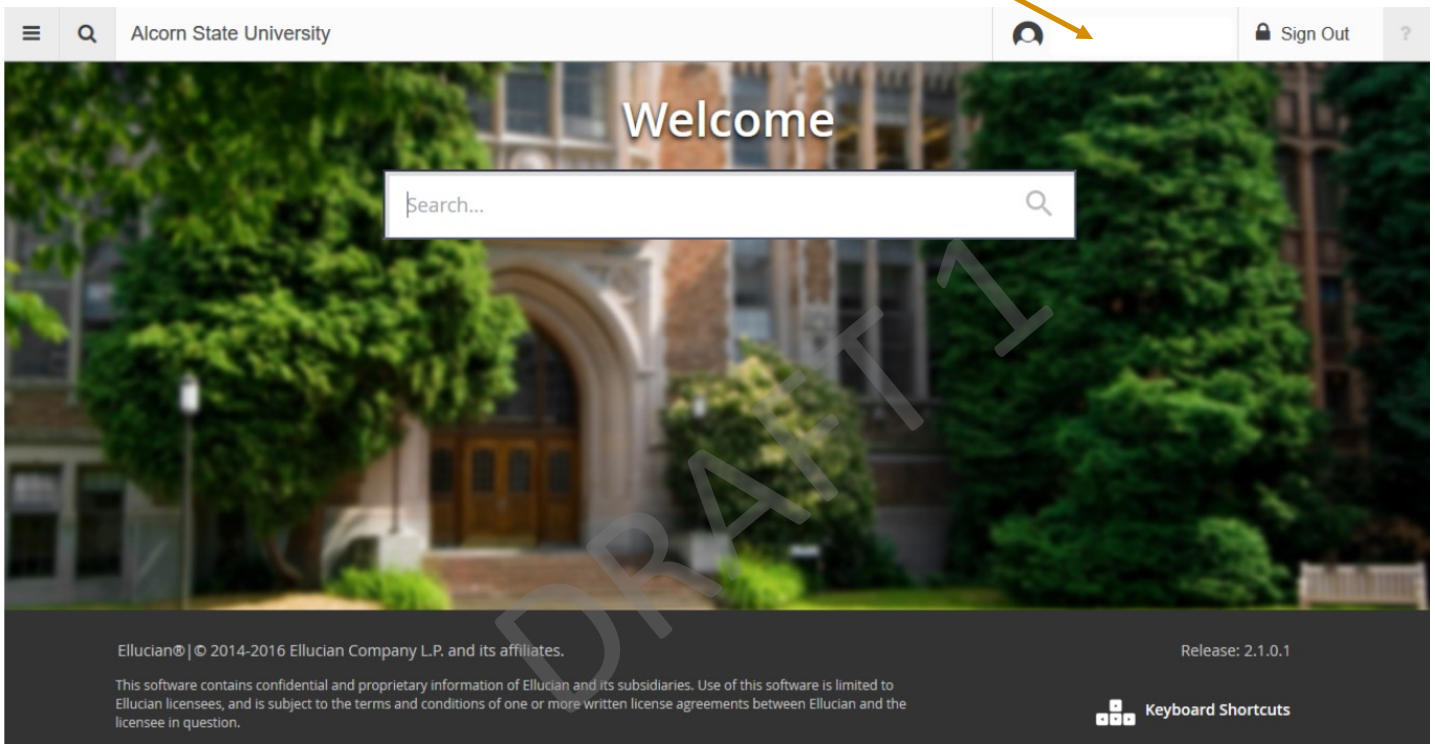 Alcorn State University
Sign Out
?
Welcome
Search...
DRAFT 1
Ellucian®|© 2014-2016 Ellucian Company L.P. and its affiliates.
Release: 2.1.0.1
This software contains confidential and proprietary information of Ellucian and its subsidiaries. Use of this software is limited to
Ellucian licensees, and is subject to the terms and conditions of one or more written license agreements between Ellucian and the
licensee in question.
Keyboard Shortcuts